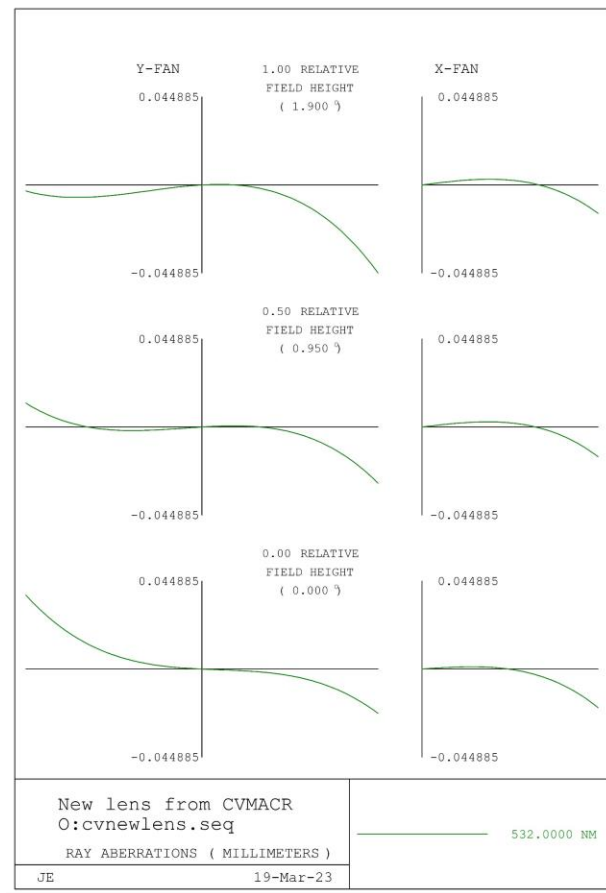 Y-FAN 1.00 RELATIVE X-FAN
FIELD HEIGHT
0.044885 ( 1.900 °) 0.044885
-0.044885 -0.044885
0.50 RELATIVE
0.044885 FIELD HEIGHT 0.044885
( 0.950 °)
-0.044885 -0.044885
0.00 RELATIVE
FIELD HEIGHT
0.044885 ( 0.000 °) 0.044885
-0.044885 -0.044885
New lens from CVMACR
O:cvnewlens.seq
532.0000 NM
RAY ABERRATIONS ( MILLIMETERS )
JE 19-Mar-23